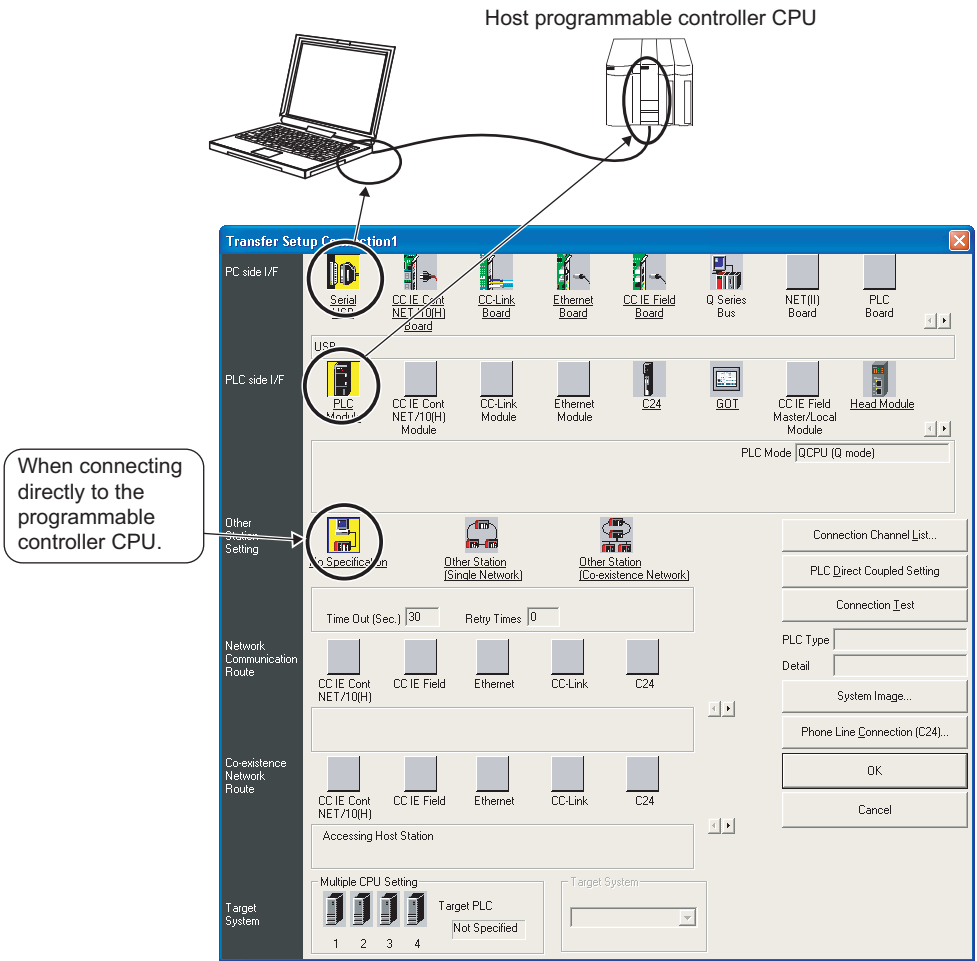 Host programmable controller CPU
Transfer Setup Connection1
PC side I/F
Serial
USB
CC IE Cont
NET/10(H)
Board
CC-Link
Board
Ethernet
Board
CC IE Field
Board
Q Series
Bus
NET(II)
Board
PLC
Board
USB
PLC side I/F
PLC
Module
CC IE Cont
NET/10(H)
Module
CC-Link
Module
Ethernet
Module
C24
GOT
CC IE Field
Master/Local
Module
Head Module
PLC Mode QCPU (Q mode)
When connecting
directly to the
programmable
controller CPU.
Other
Station
Setting
No Specification
Other Station
(Single Network)
Other Station
(Co-existence Network)
Time Out (Sec.) 30 Retry Times 0
Connection Channel List...
PLC Direct Coupled Setting
Connection Test
PLC Type
Detail
System Image...
Phone Line Connection (C24)...
OK
Cancel
Network
Communication
Route
CC IE Cont
NET/10(H)
CC IE Field
Ethernet
CC-Link
C24
Co-existence
Network
Route
CC IE Cont
NET/10(H)
CC IE Field
Ethernet
CC-Link
C24
Accessing Host Station
Target
System
Multiple CPU Setting
1 2 3 4
Target PLC
Not Specified
Target System